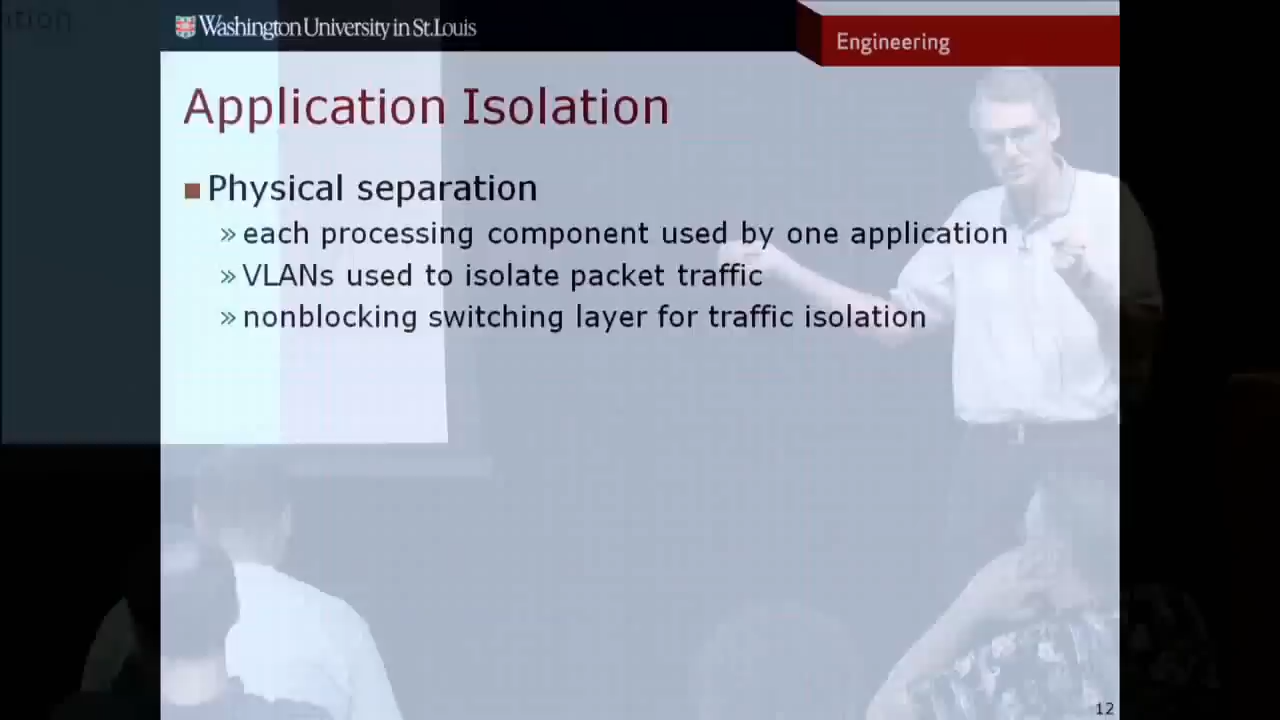 Washington University in St. Louis
Engineering
Application Isolation
Physical separation
» each processing component used by one application
» VLANs used to isolate packet traffic
» nonblocking switching layer for traffic isolation
12